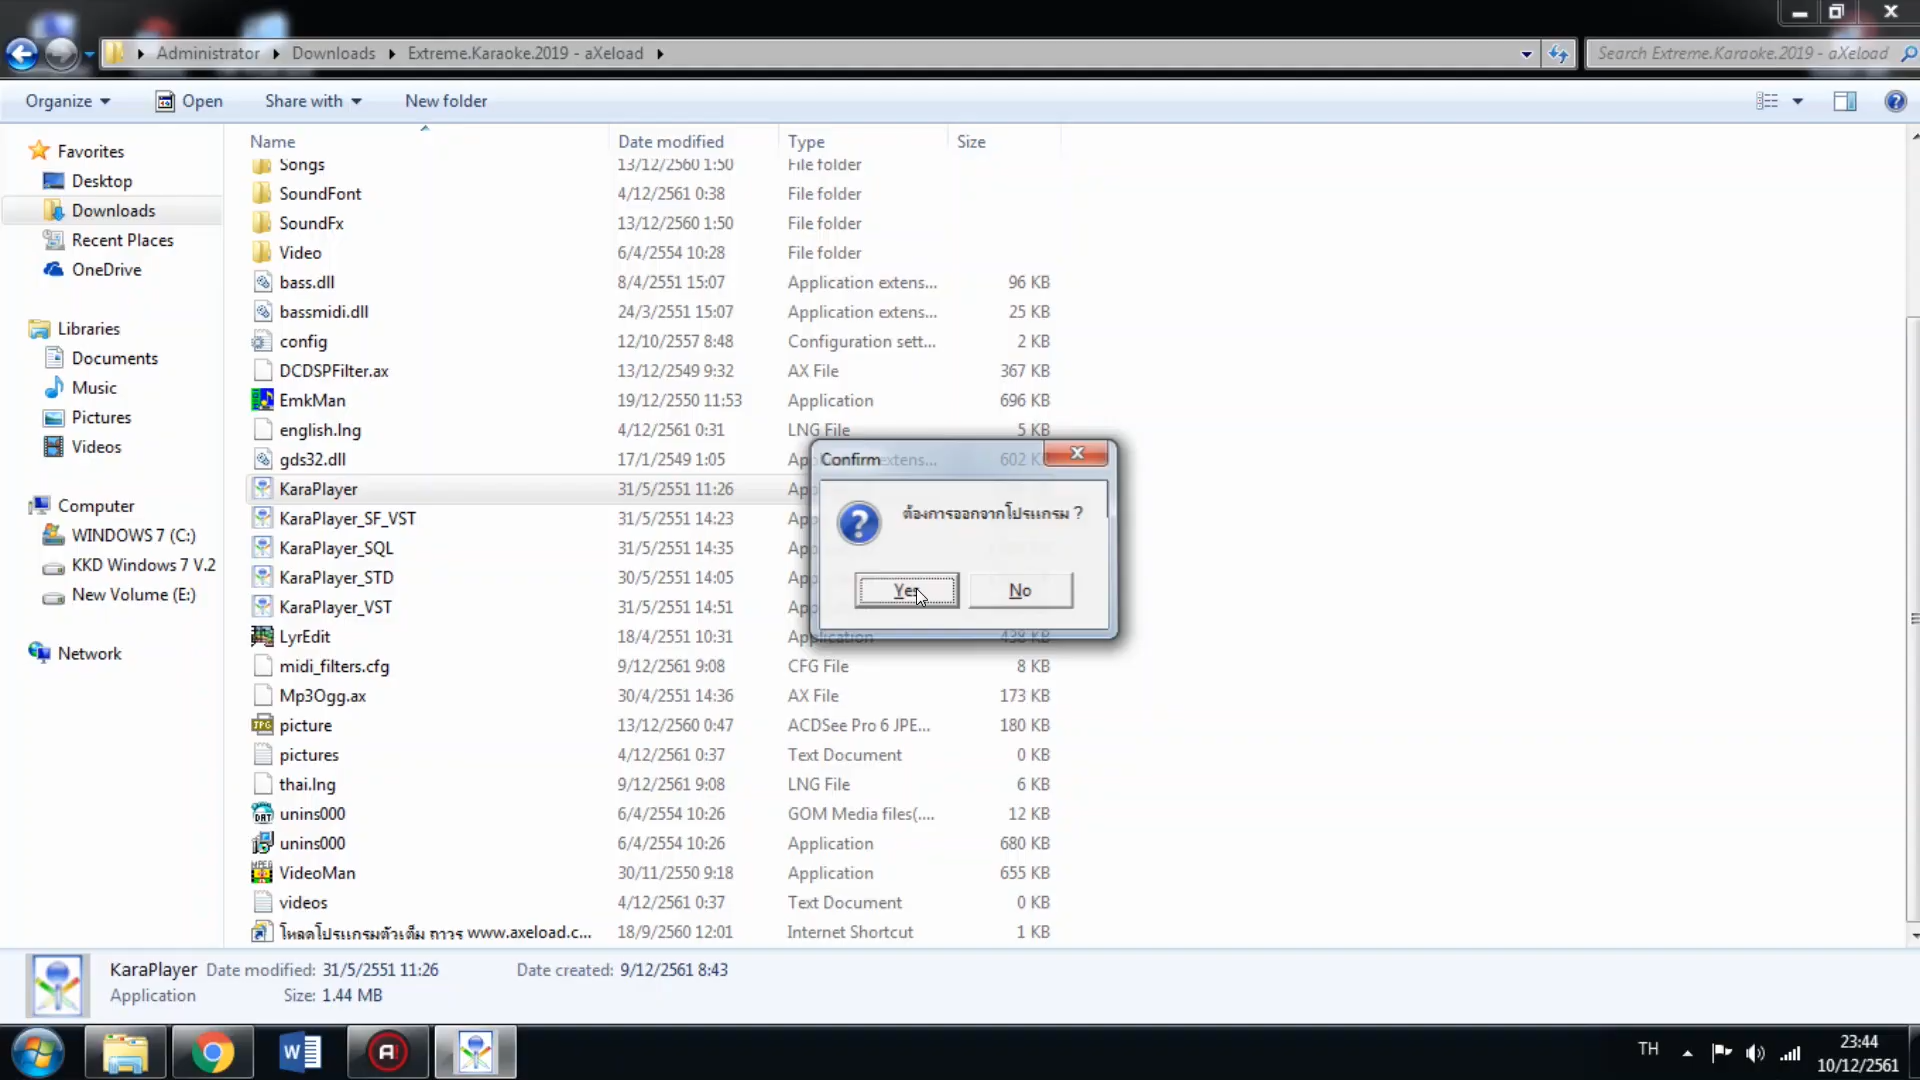 Administrator Downloads Extreme.Karaoke.2019 - aXeload
Search Extreme.Karaoke.2019 - aXeload
Organize Open Share with New folder
Name Date modified Type Size
Favorites
Desktop
Downloads
Recent Places
OneDrive
Libraries
Documents
Music
Pictures
Videos
Computer
WINDOWS 7 (C:)
KKD Windows 7 V.2
New Volume (E:)
Network
Songs 13/12/2560 1:50 File folder
SoundFont 4/12/2561 0:38 File folder
SoundFx 13/12/2560 1:50 File folder
Video 6/4/2554 10:28 File folder
bass.dll 8/4/2551 15:07 Application extens... 96 KB
bassmidi.dll 24/3/2551 15:07 Application extens... 25 KB
config 12/10/2557 8:48 Configuration sett... 2 KB
DCDSPFilter.ax 13/12/2549 9:32 AX File 367 KB
EmkMan 19/12/2550 11:53 Application 696 KB
english.lng 4/12/2561 0:31 LNG File 5 KB
gds32.dll 17/1/2549 1:05 App extens... 602 K
KaraPlayer 31/5/2551 11:26 App
KaraPlayer_SF_VST 31/5/2551 14:23 App
KaraPlayer_SQL 31/5/2551 14:35 App
KaraPlayer_STD 30/5/2551 14:05 App
KaraPlayer_VST 31/5/2551 14:51 App
LyrEdit 18/4/2551 10:31 Application 438 KB
midi_filters.cfg 9/12/2561 9:08 CFG File 8 KB
Mp3Ogg.ax 30/4/2551 14:36 AX File 173 KB
picture 13/12/2560 0:47 ACDSee Pro 6 JPE... 180 KB
pictures 4/12/2561 0:37 Text Document 0 KB
thai.lng 9/12/2561 9:08 LNG File 6 KB
unins000 6/4/2554 10:26 GOM Media files(.... 12 KB
unins000 6/4/2554 10:26 Application 680 KB
VideoMan 30/11/2550 9:18 Application 655 KB
videos 4/12/2561 0:37 Text Document 0 KB
โหลดโปรแกรมตัวเต็ม ถาวร www.axeload.c... 18/9/2560 12:01 Internet Shortcut 1 KB
Confirm
ต้องการออกจากโปรแกรม ?
Yes No
KaraPlayer Date modified: 31/5/2551 11:26 Date created: 9/12/2561 8:43
Application Size: 1.44 MB
TH
23:44
10/12/2561